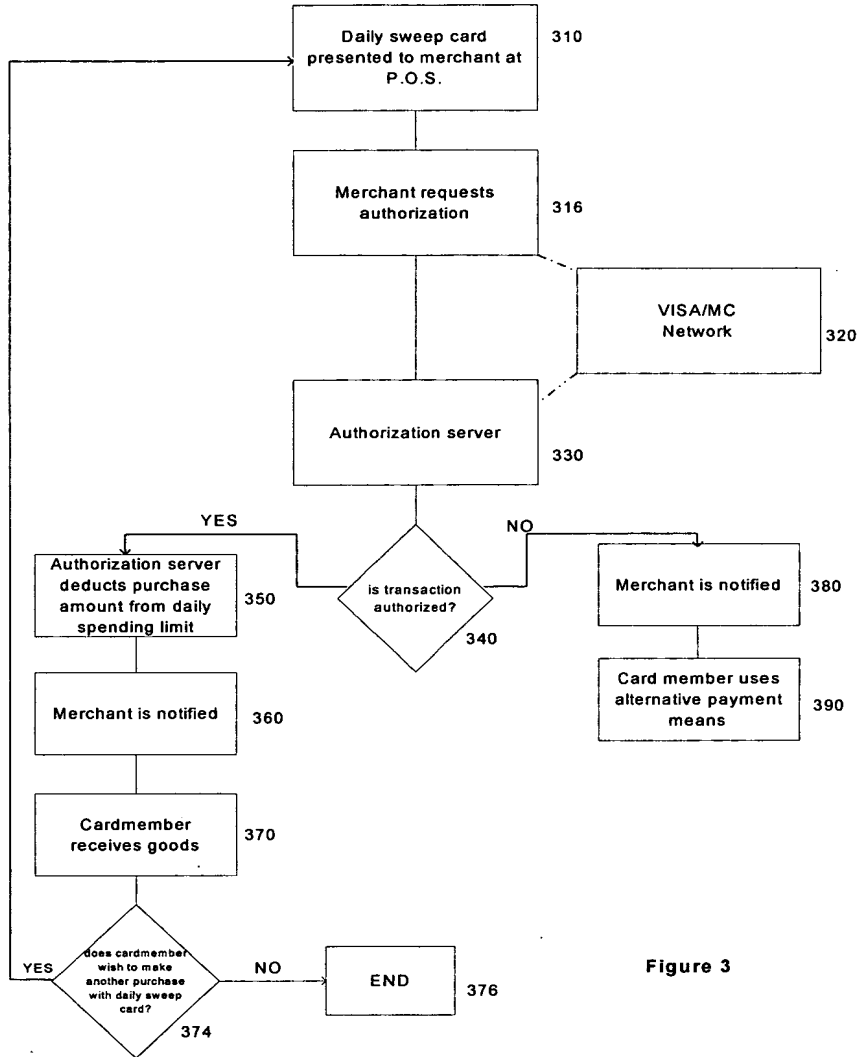 Daily sweep card
presented to merchant at
P.O.S.
310
Merchant requests
authorization
316
VISA/MC
Network
320
Authorization server
330
YES
NO
is transaction
authorized?
340
Authorization server
deducts purchase
amount from daily
spending limit
350
Merchant is notified
380
Card member uses
alternative payment
means
390
Merchant is notified
360
Cardmember
receives goods
370
does cardmember
wish to make
another purchase
with daily sweep
card?
374
YES
NO
END
376
Figure 3